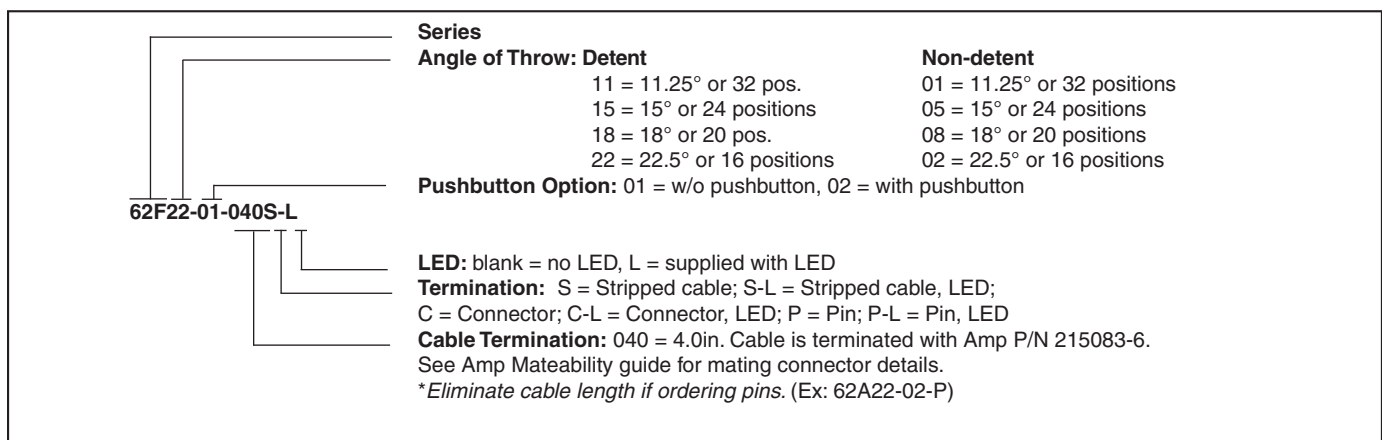 Series
Angle of Throw: Detent Non-detent
11 = 11.25° or 32 pos. 01 = 11.25° or 32 positions
15 = 15° or 24 positions 05 = 15° or 24 positions
18 = 18° or 20 pos. 08 = 18° or 20 positions
22 = 22.5° or 16 positions 02 = 22.5° or 16 positions
Pushbutton Option: 01 = w/o pushbutton, 02 = with pushbutton
62F22-01-040S-L
LED: blank = no LED, L = supplied with LED
Termination: S = Stripped cable; S-L = Stripped cable, LED;
C = Connector; C-L = Connector, LED; P = Pin; P-L = Pin, LED
Cable Termination: 040 = 4.0in. Cable is terminated with Amp P/N 215083-6.
See Amp Mateability guide for mating connector details.
*Eliminate cable length if ordering pins. (Ex: 62A22-02-P)